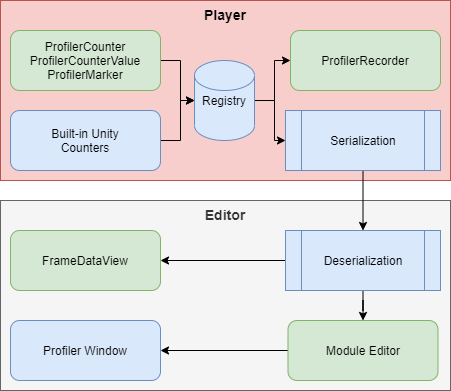 Player
ProfilerCounter
ProfilerCounterValue
ProfilerMarker
Built-in Unity
Counters
Registry
ProfilerRecorder
Serialization
Editor
FrameDataView
Deserialization
Profiler Window
Module Editor